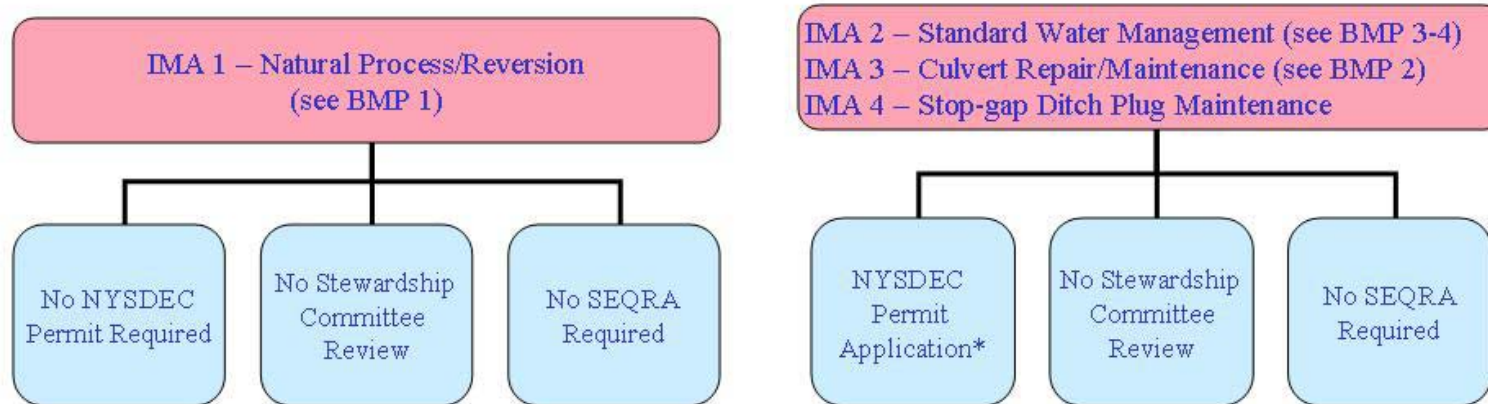 IMA 1 – Natural Process/Reversion
(see BMP 1)
No NYSDEC
Permit Required
No Stewardship
Committee
Review
No SEQRA
Required
IMA 2 – Standard Water Management (see BMP 3-4)
IMA 3 – Culvert Repair/Maintenance (see BMP 2)
IMA 4 – Stop-gap Ditch Plug Maintenance
NYSDEC
Permit
Application*
No Stewardship
Committee
Review
No SEQRA
Required